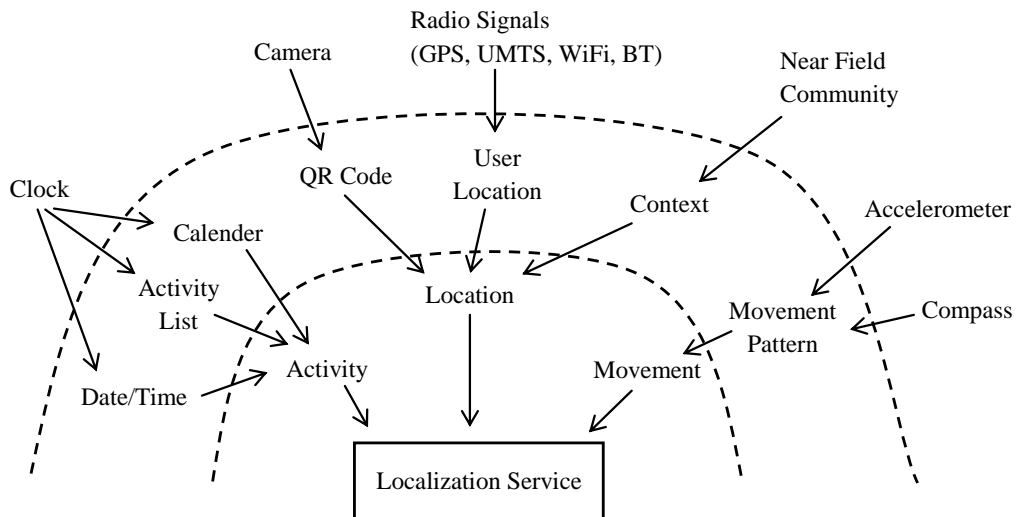 Radio Signals
(GPS, UMTS, WiFi, BT)
Camera
Near Field
Community
QR Code
User
Location
Clock
Context
Accelerometer
Calender
Activity
List
Location
Movement
Pattern
Compass
Date/Time
Activity
Movement
Localization Service